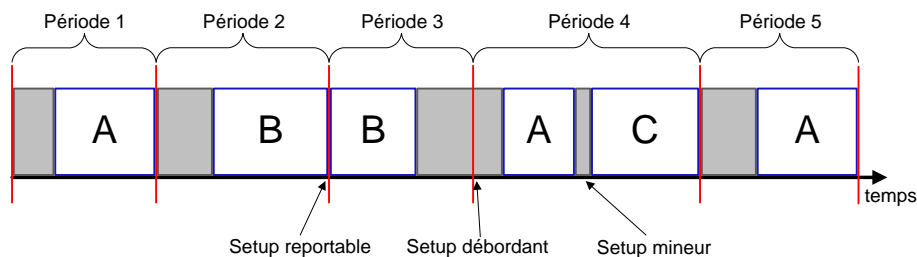 Période 1
Période 2
Période 3
Période 4
Période 5
A
B
B
A
C
A
temps
Setup reportable
Setup débordant
Setup mineur